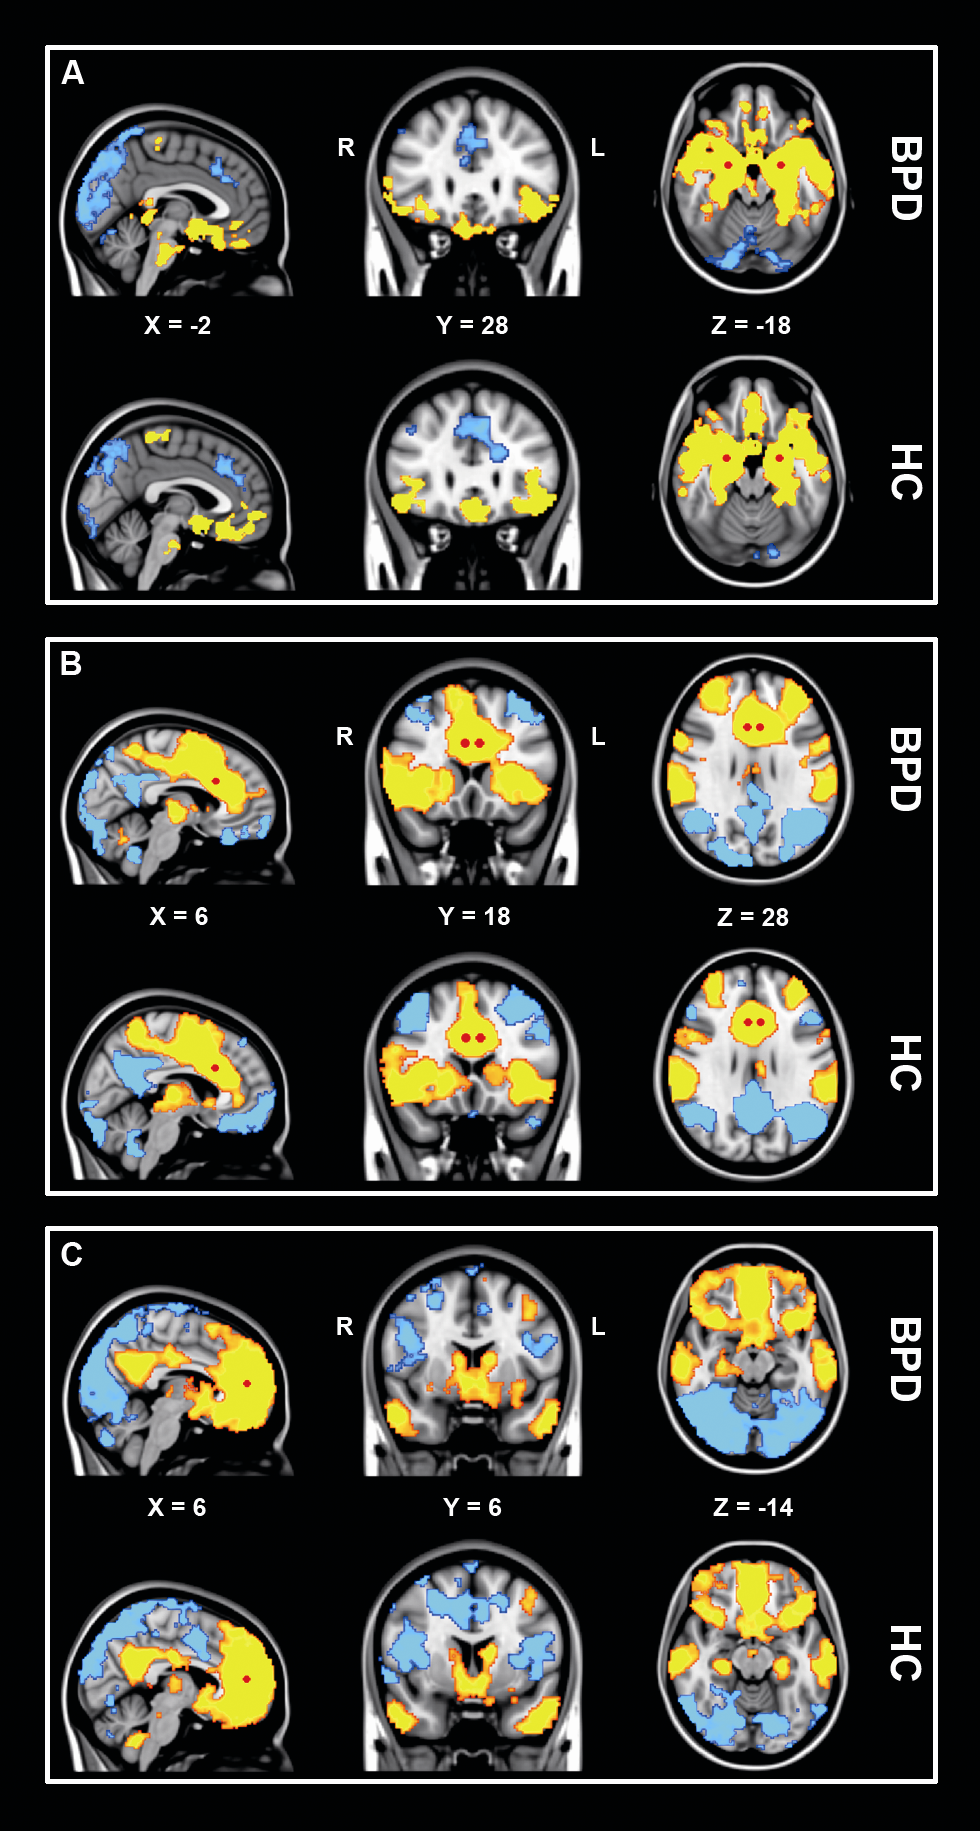 A
R
L
BPD
X = -2
Y = 28
Z = -18
HC
B
R
L
BPD
X = 6
Y = 18
Z = 28
HC
C
R
L
BPD
X = 6
Y = 6
Z = -14
HC